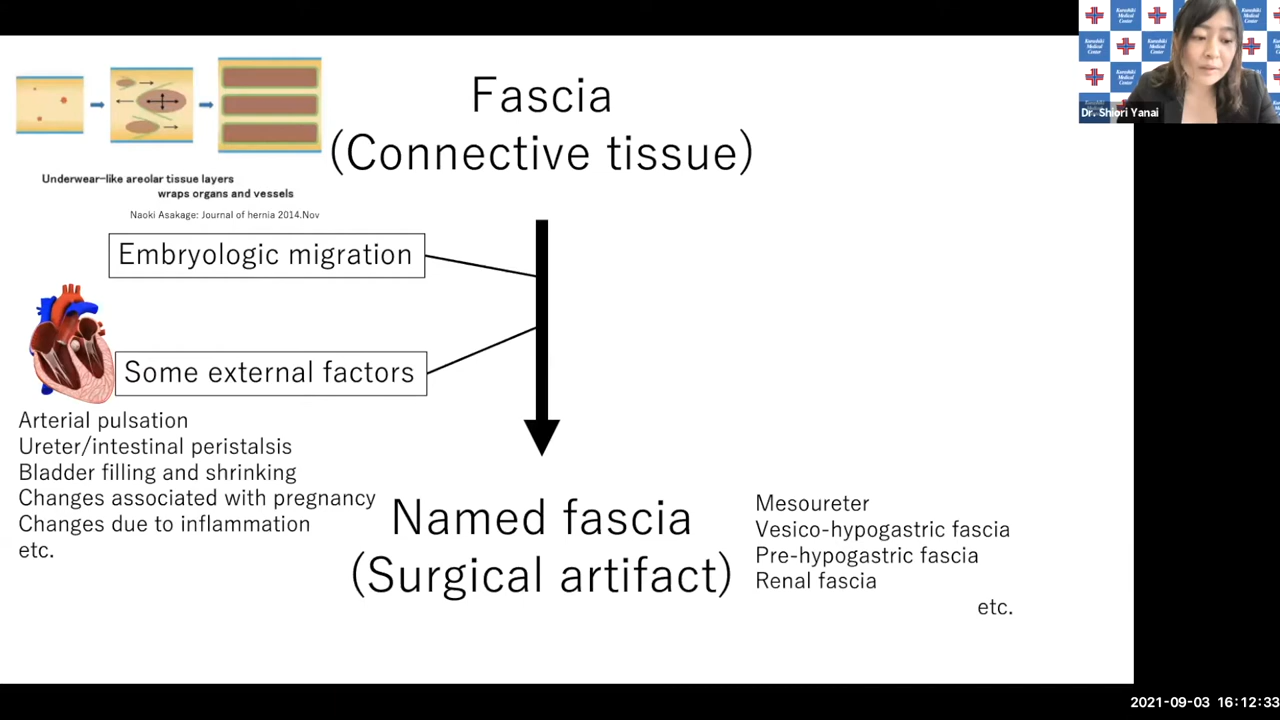 Fascia
(Connective tissue)
Underwear-like areolar tissue layers
wraps organs and vessels
Naoki Asakage: Journal of hernia 2014.Nov
Embryologic migration
Some external factors
Arterial pulsation
Ureter/intestinal peristalsis
Bladder filling and shrinking
Changes associated with pregnancy
Changes due to inflammation
etc.
Named fascia
(Surgical artifact)
Mesoureter
Vesico-hypogastric fascia
Pre-hypogastric fascia
Renal fascia
etc.
Kurashiki
Medical
Center
Dr. Shiori Yanai
2021-09-03 16:12:33